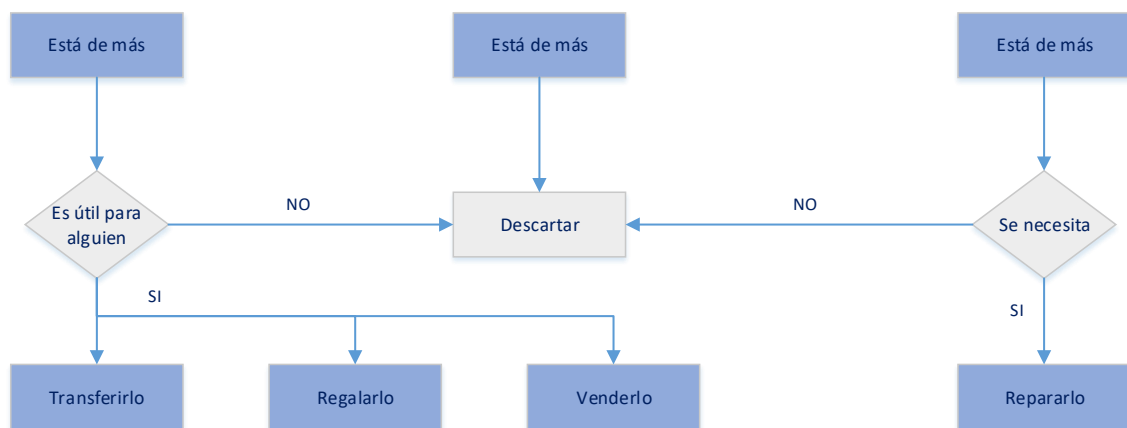 Está de más
Está de más
Está de más
Es útil para
alguien
NO
Descartar
NO
Se necesita
SI
SI
Transferirlo
Regalarlo
Venderlo
Repararlo